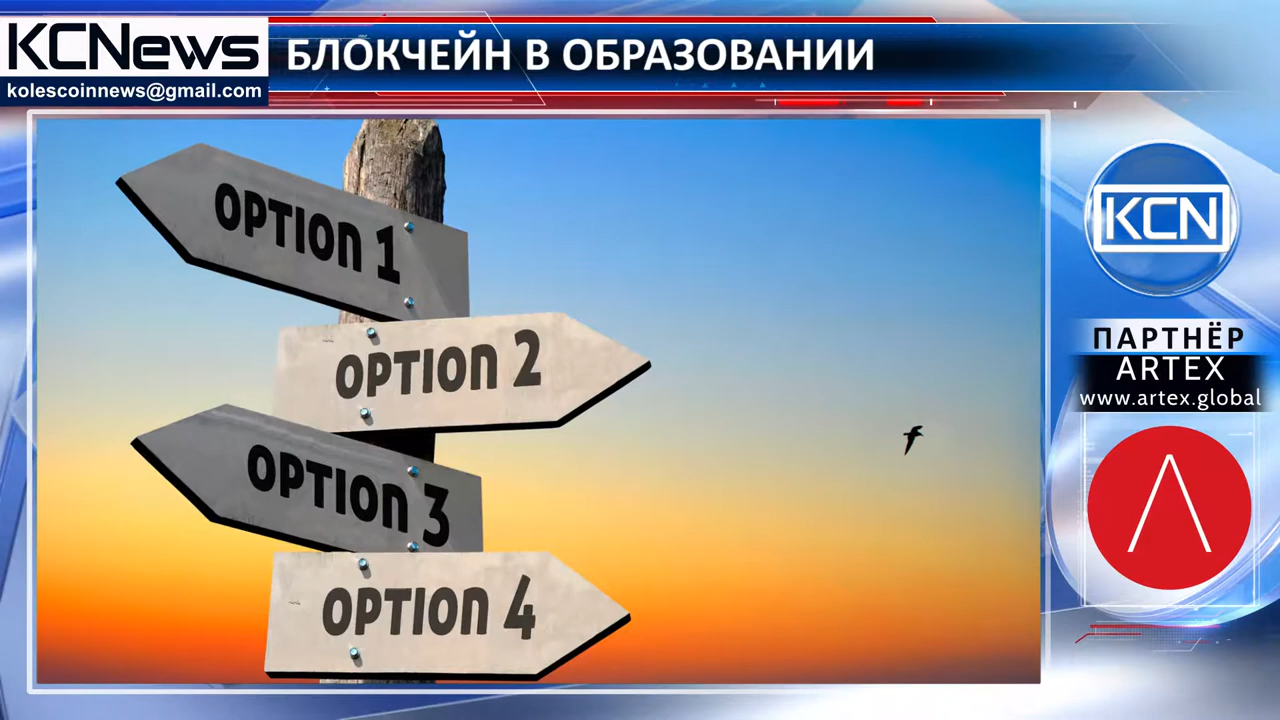 KCNews
kolescoinnews@gmail.com
БЛОКЧЕЙН В ОБРАЗОВАНИИ
OPTION 1
OPTION 2
OPTION 3
OPTION 4
KCN
ПАРТНЁР
ARTEX
www.artex.global